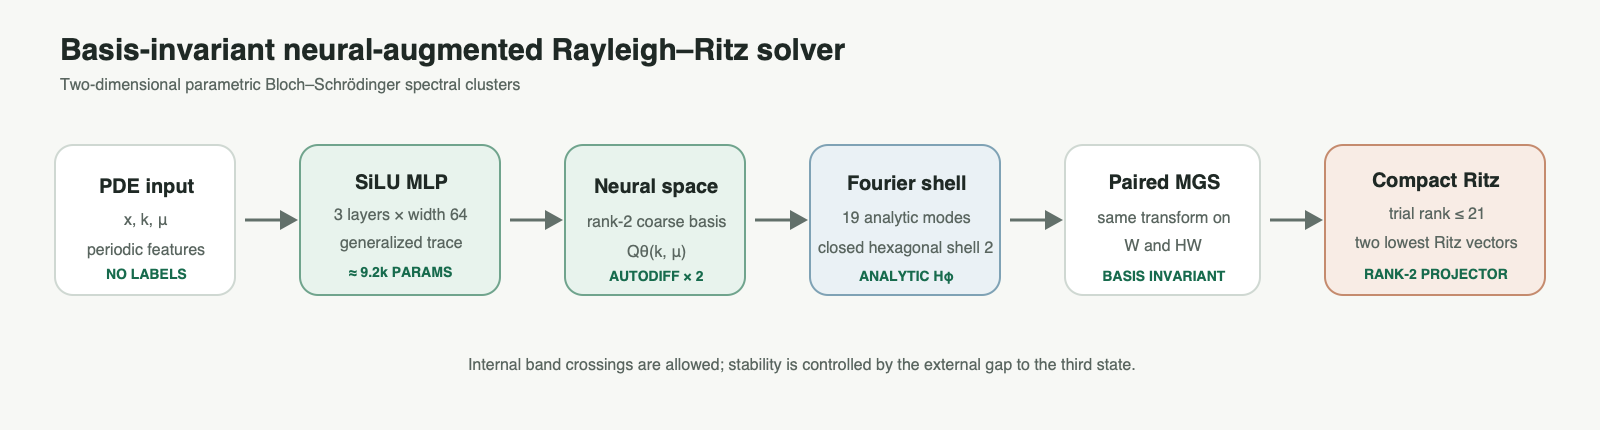 Basis-invariant neural-augmented Rayleigh–Ritz solver
Two-dimensional parametric Bloch–Schrödinger spectral clusters
PDE input
x, k, μ
periodic features
NO LABELS
SiLU MLP
3 layers × width 64
generalized trace
≈ 9.2k PARAMS
Neural space
rank-2 coarse basis
Qθ(k, μ)
AUTODIFF × 2
Fourier shell
19 analytic modes
closed hexagonal shell 2
ANALYTIC Hϕ
Paired MGS
same transform on
W and HW
BASIS INVARIANT
Compact Ritz
trial rank ≤ 21
two lowest Ritz vectors
RANK-2 PROJECTOR
Internal band crossings are allowed; stability is controlled by the external gap to the third state.